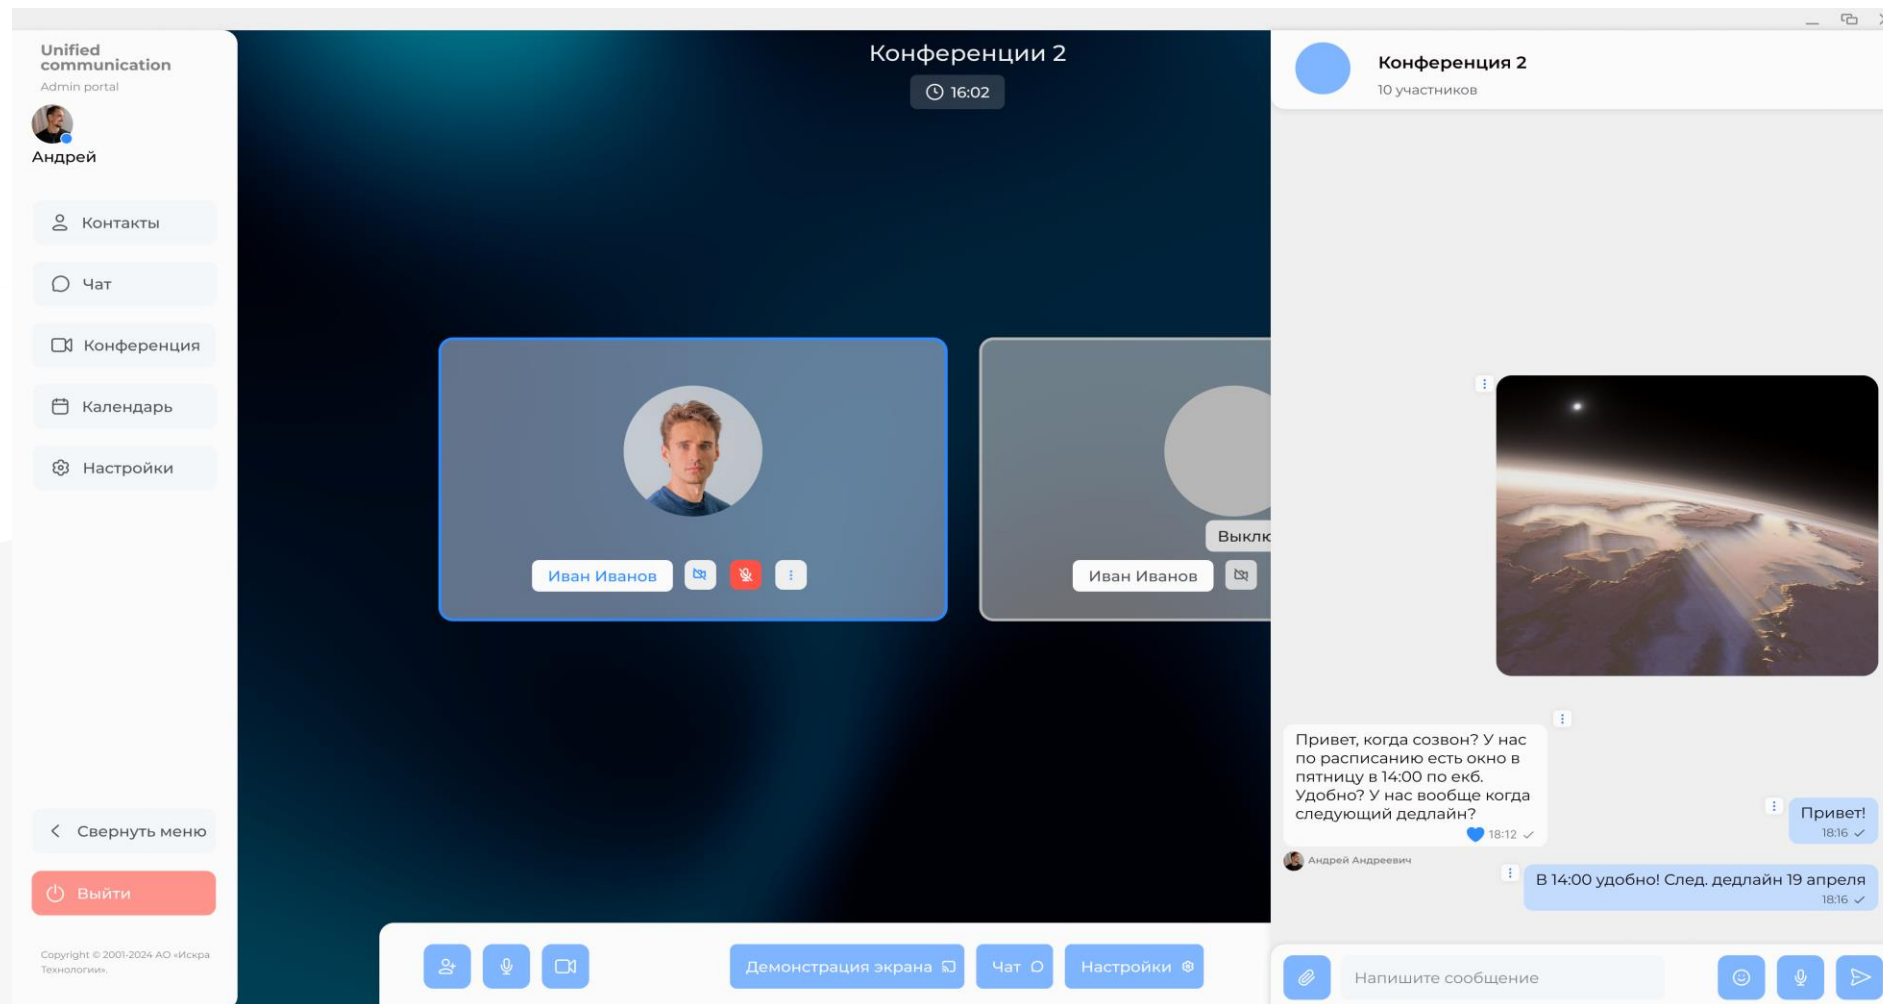 Unified
communication
Admin portal
Андрей
Контакты
Чат
Конференция
Календарь
Настройки
Свернуть меню
Выйти
Copyright © 2001-2024 АО «Искра
Технологии».
Конференции 2
16:02
Иван Иванов
Выклю
Иван Иванов
Демонстрация экрана
Чат
Настройки
Конференция 2
10 участников
Привет, когда созвон? У нас
по расписанию есть окно в
пятницу в 14:00 по екб.
Удобно? У нас вообще когда
следующий дедлайн?
18:12
Привет!
18:16
Андрей Андреевич
В 14:00 удобно! След. дедлайн 19 апреля
18:16
Напишите сообщение